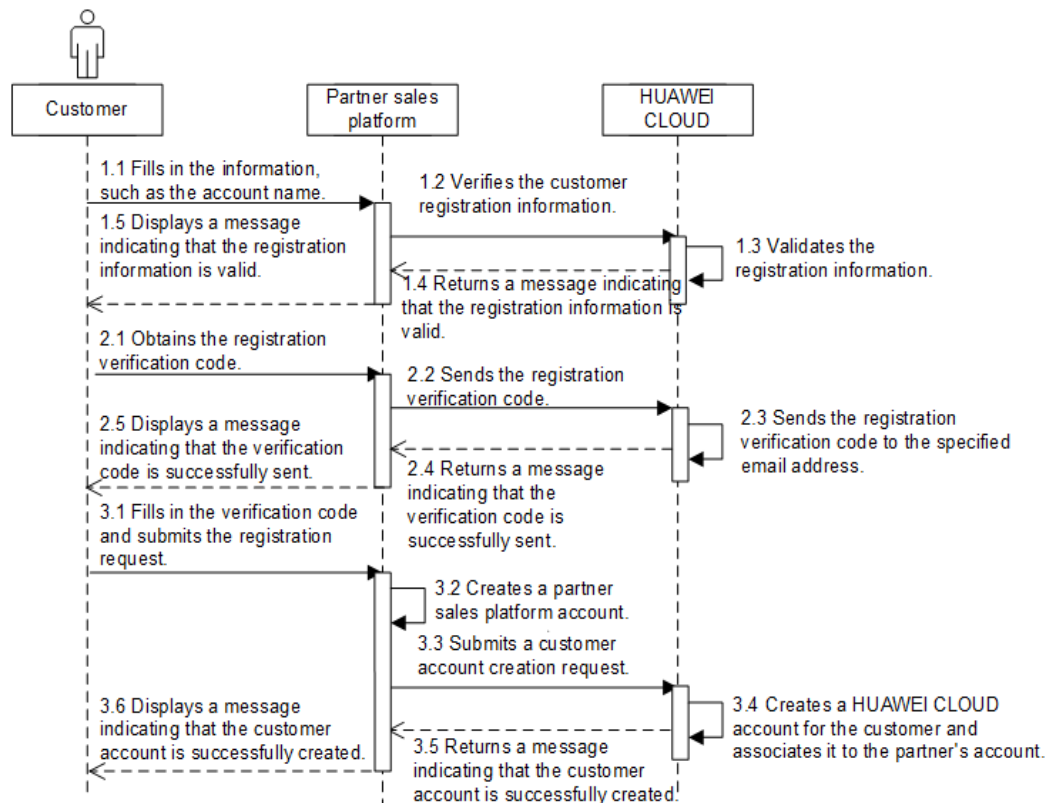 Customer
Partner sales
platform
HUAWEI
CLOUD
1.1 Fills in the information,
such as the account name.
1.2 Verifies the customer
registration information.
1.3 Validates the
registration information.
1.4 Returns a message indicating
that the registration information is
valid.
1.5 Displays a message
indicating that the registration
information is valid.
2.1 Obtains the registration
verification code.
2.2 Sends the registration
verification code.
2.3 Sends the registration
verification code to the specified
email address.
2.4 Returns a message
indicating that the
verification code is
successfully sent.
2.5 Displays a message
indicating that the verification
code is successfully sent.
3.1 Fills in the verification code
and submits the registration
request.
3.2 Creates a partner
sales platform account.
3.3 Submits a customer
account creation request.
3.4 Creates a HUAWEI CLOUD
account for the customer and
associates it to the partner's account.
3.5 Returns a message
indicating that the customer
account is successfully created.
3.6 Displays a message
indicating that the customer
account is successfully created.